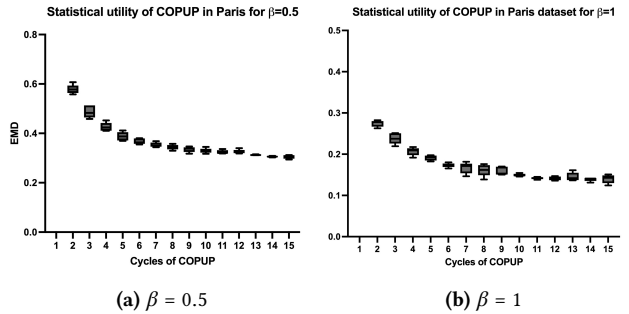 Statistical utility of COPUP in Paris for β=0.5
0.8
0.6
0.4
0.2
0.0
EMD
1 2 3 4 5 6 7 8 9 10 11 12 13 14 15
Cycles of COPUP
(a) β = 0.5
Statistical utility of COPUP in Paris dataset for β=1
0.5
0.4
0.3
0.2
0.1
0.0
1 2 3 4 5 6 7 8 9 10 11 12 13 14 15
Cycles of COPUP
(b) β = 1